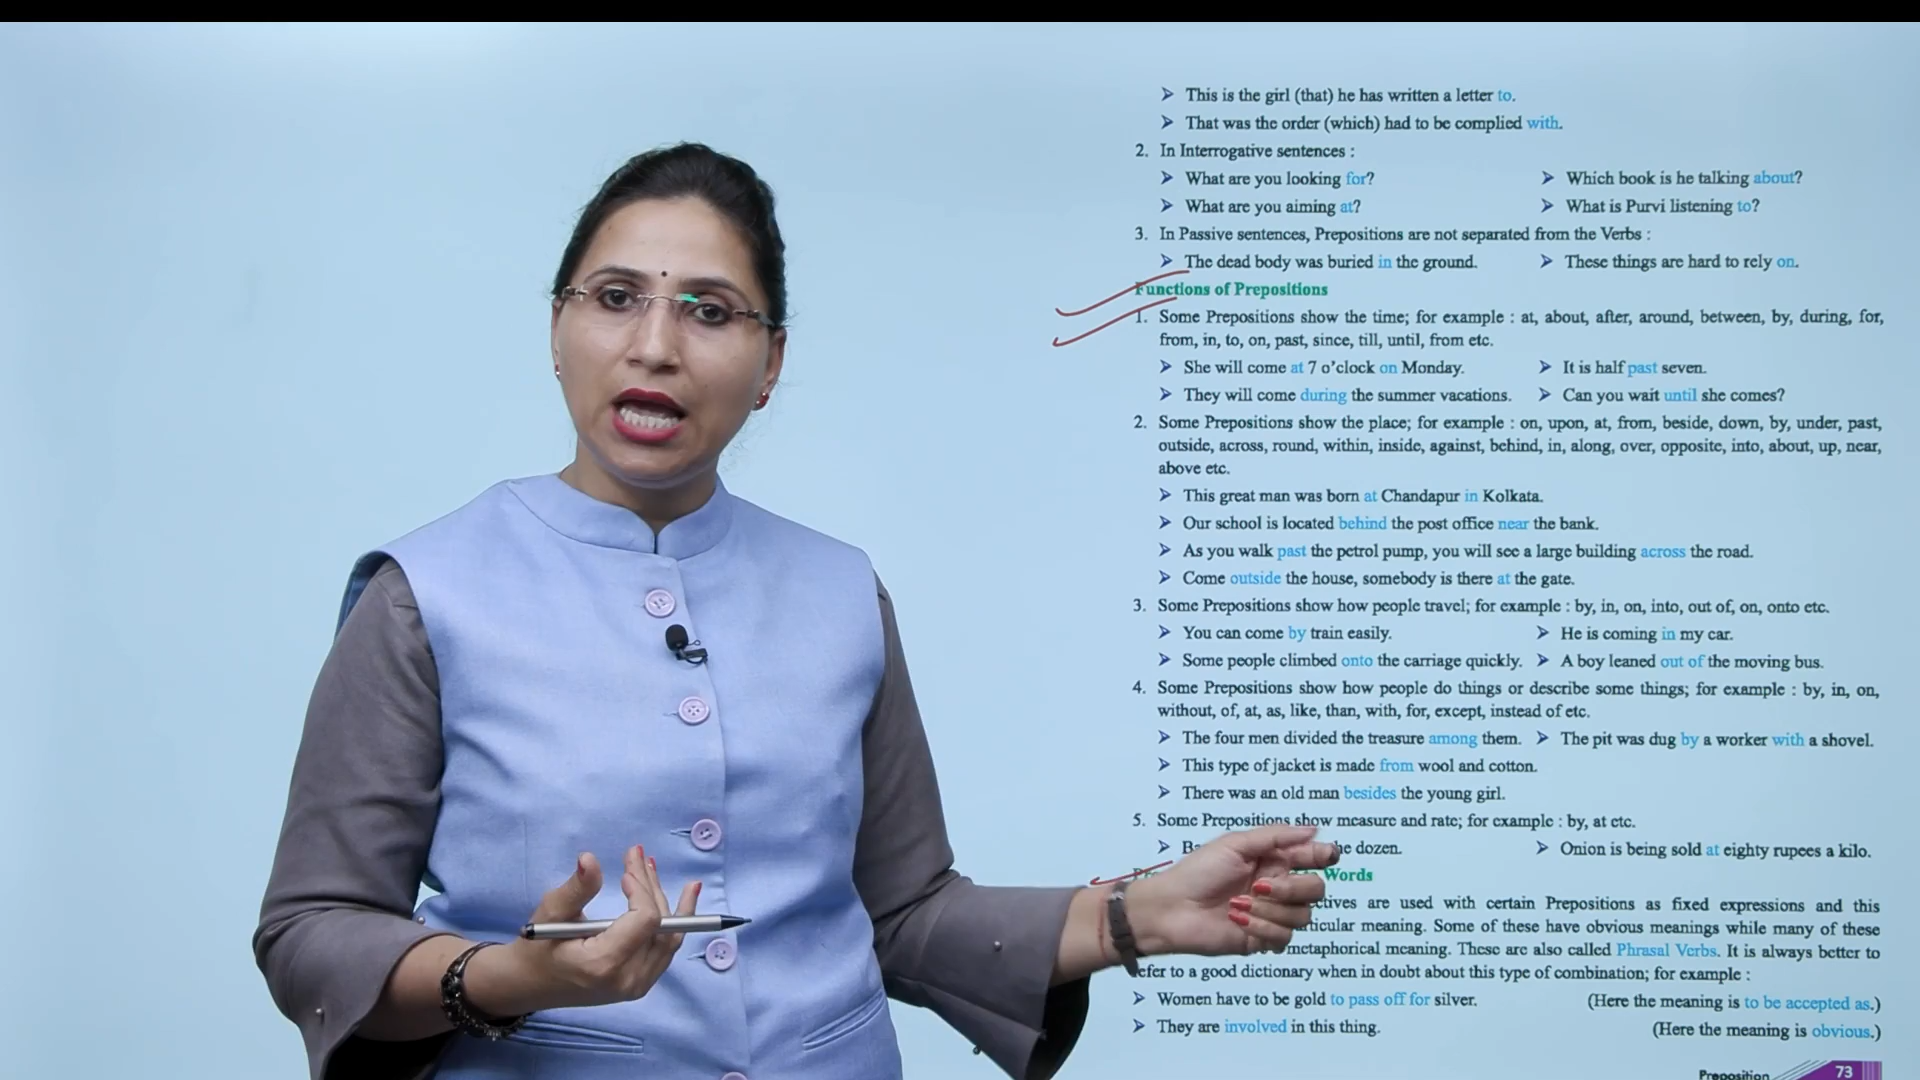 ➢ This is the girl (that) he has written a letter to.
➢ That was the order (which) had to be complied with.
2. In Interrogative sentences :
➢ What are you looking for? ➢ Which book is he talking about?
➢ What are you aiming at? ➢ What is Purvi listening to?
3. In Passive sentences, Prepositions are not separated from the Verbs :
➢ The dead body was buried in the ground. ➢ These things are hard to rely on.
Functions of Prepositions
1. Some Prepositions show the time; for example : at, about, after, around, between, by, during, for,
from, in, to, on, past, since, till, until, from etc.
➢ She will come at 7 o'clock on Monday. ➢ It is half past seven.
➢ They will come during the summer vacations. ➢ Can you wait until she comes?
2. Some Prepositions show the place; for example : on, upon, at, from, beside, down, by, under, past,
outside, across, round, within, inside, against, behind, in, along, over, opposite, into, about, up, near,
above etc.
➢ This great man was born at Chandapur in Kolkata.
➢ Our school is located behind the post office near the bank.
➢ As you walk past the petrol pump, you will see a large building across the road.
➢ Come outside the house, somebody is there at the gate.
3. Some Prepositions show how people travel; for example : by, in, on, into, out of, on, onto etc.
➢ You can come by train easily. ➢ He is coming in my car.
➢ Some people climbed onto the carriage quickly. ➢ A boy leaned out of the moving bus.
4. Some Prepositions show how people do things or describe some things; for example : by, in, on,
without, of, at, as, like, than, with, for, except, instead of etc.
➢ The four men divided the treasure among them. ➢ The pit was dug by a worker with a shovel.
➢ This type of jacket is made from wool and cotton.
➢ There was an old man besides the young girl.
5. Some Prepositions show measure and rate; for example : by, at etc.
➢ dozen. ➢ Onion is being sold at eighty rupees a kilo.
Words
are used with certain Prepositions as fixed expressions and this
meaning. Some of these have obvious meanings while many of these
metaphorical meaning. These are also called Phrasal Verbs. It is always better to
refer to a good dictionary when in doubt about this type of combination; for example :
➢ Women have to be gold to pass off for silver. (Here the meaning is to be accepted as.)
➢ They are involved in this thing. (Here the meaning is obvious.)
Preposition 73